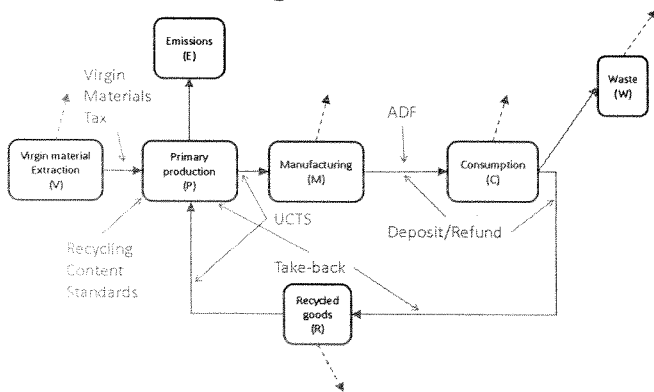 Emissions
(E)
Virgin
Materials
Tax
Waste
(W)
ADF
Virgin material
Extraction
(V)
Primary
production
(P)
Manufacturing
(M)
Consumption
(C)
UCTS
Deposit/Refund
Recycling
Content
Standards
Take-back
Recycled
goods
(R)